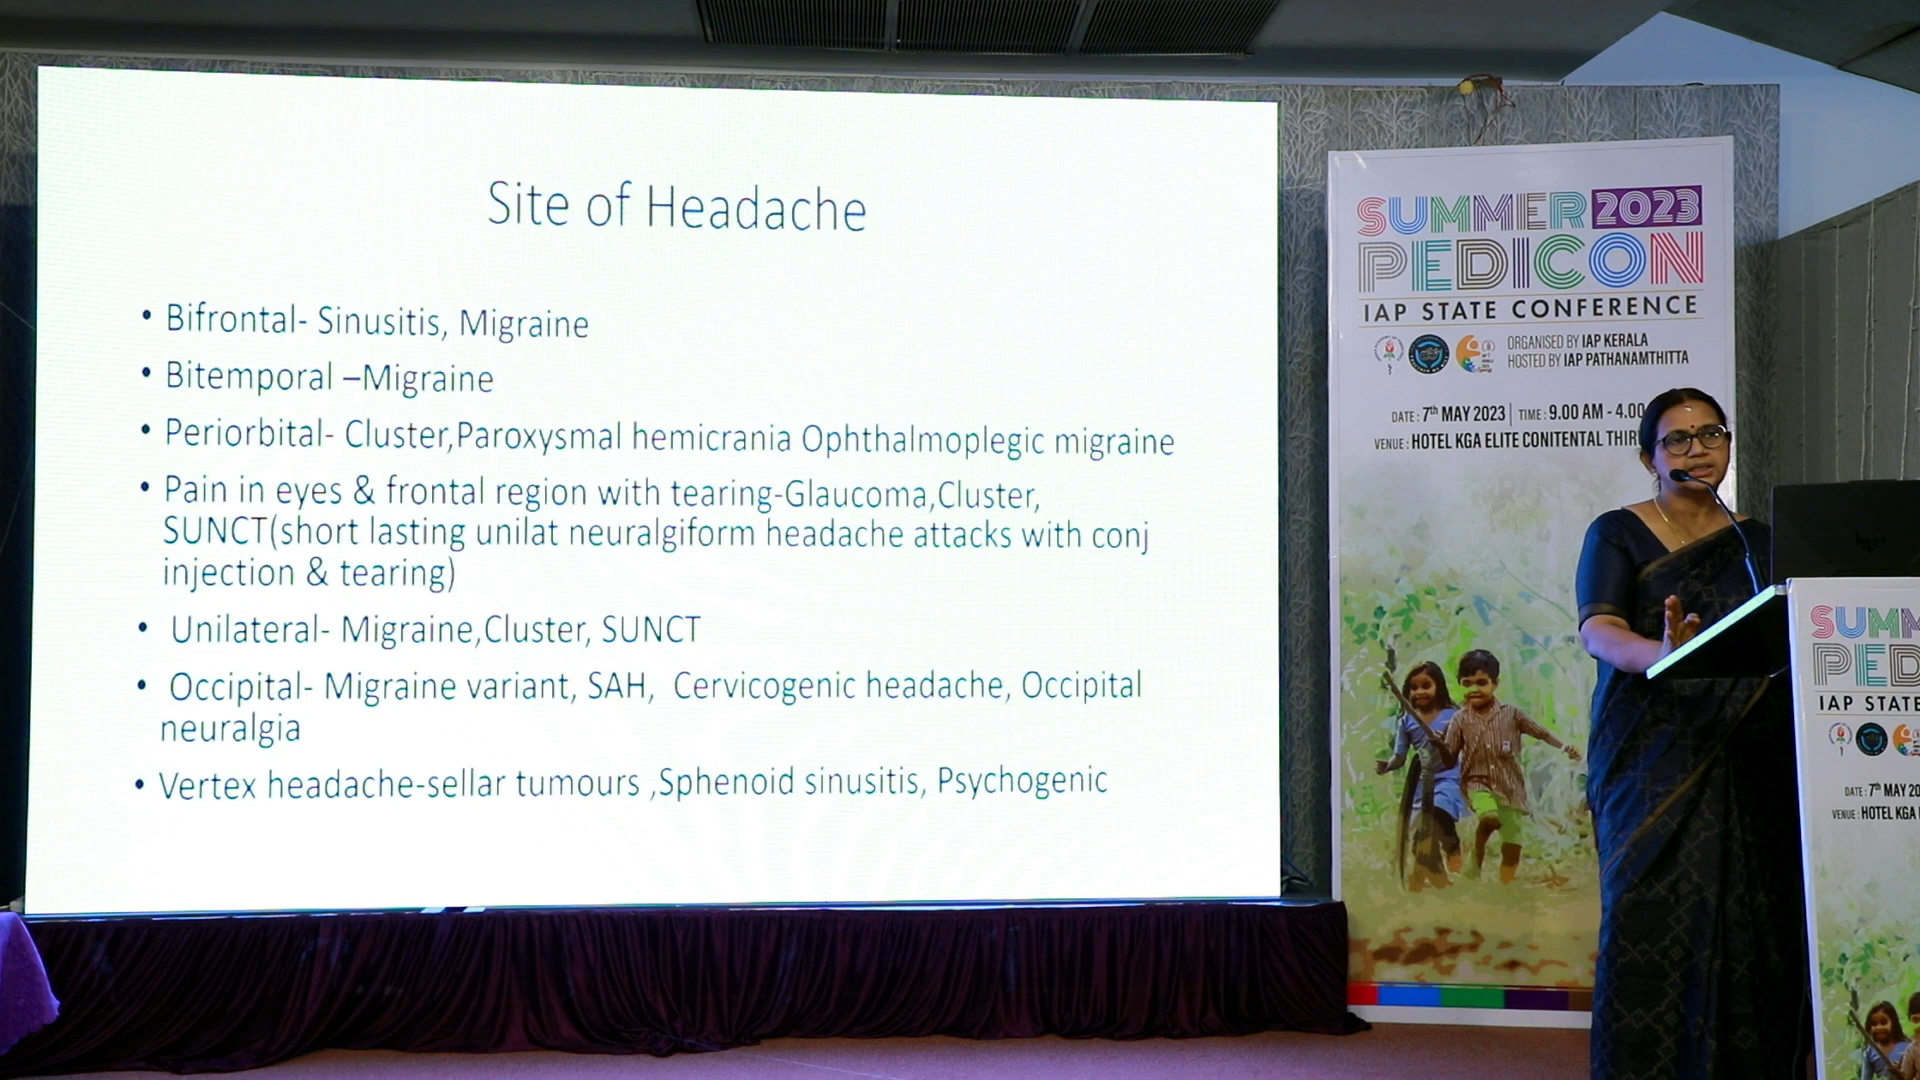 Site of Headache
• Bifrontal- Sinusitis, Migraine
• Bitemporal –Migraine
• Periorbital- Cluster,Paroxysmal hemicrania Ophthalmoplegic migraine
• Pain in eyes & frontal region with tearing-Glaucoma,Cluster,
SUNCT(short lasting unilat neuralgiform headache attacks with conj
injection & tearing)
• Unilateral- Migraine,Cluster, SUNCT
• Occipital- Migraine variant, SAH, Cervicogenic headache, Occipital
neuralgia
• Vertex headache-sellar tumours ,Sphenoid sinusitis, Psychogenic
SUMMER 2023
PEDICON
IAP STATE CONFERENCE
ORGANISED BY IAP KERALA
HOSTED BY IAP PATHANAMTHITTA
DATE : 7th MAY 2023 | TIME : 9.00 AM - 4.00
VENUE : HOTEL KGA ELITE CONITENTAL THIR
SUMM
PED
IAP STATE
DATE : 7th MAY 20
VENUE : HOTEL KGA